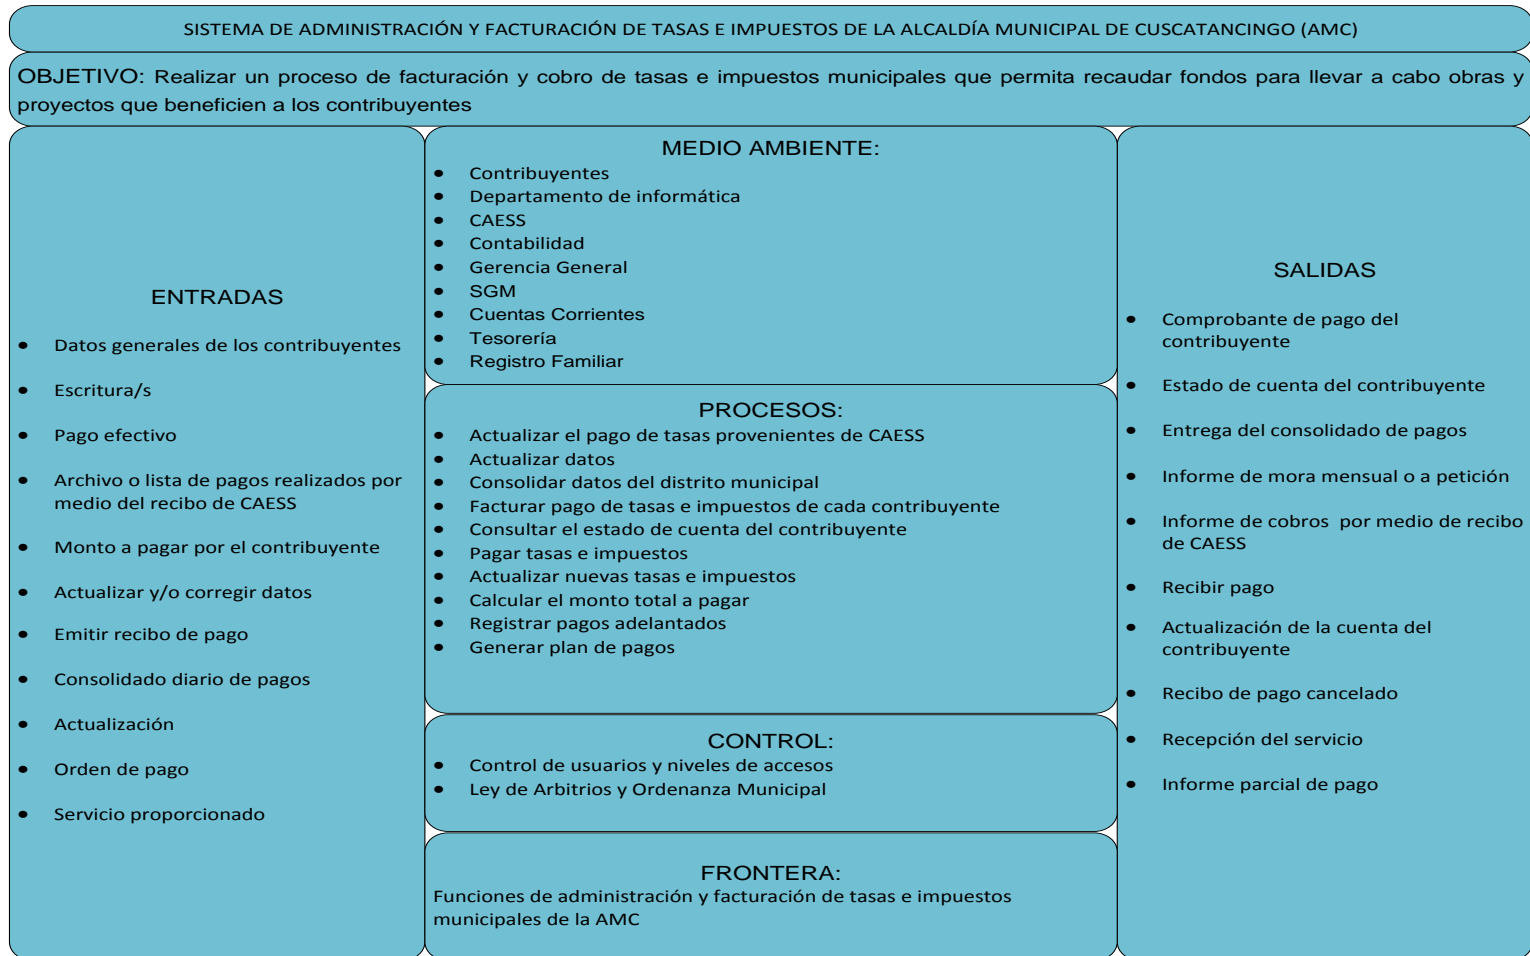 SISTEMA DE ADMINISTRACIÓN Y FACTURACIÓN DE TASAS E IMPUESTOS DE LA ALCALDÍA MUNICIPAL DE CUSCATANCINGO (AMC)
OBJETIVO: Realizar un proceso de facturación y cobro de tasas e impuestos municipales que permita recaudar fondos para llevar a cabo obras y
proyectos que beneficien a los contribuyentes
ENTRADAS
• Datos generales de los contribuyentes
• Escritura/s
• Pago efectivo
• Archivo o lista de pagos realizados por
medio del recibo de CAESS
• Monto a pagar por el contribuyente
• Actualizar y/o corregir datos
• Emitir recibo de pago
• Consolidado diario de pagos
• Actualización
• Orden de pago
• Servicio proporcionado
MEDIO AMBIENTE:
• Contribuyentes
• Departamento de informática
• CAESS
• Contabilidad
• Gerencia General
• SGM
• Cuentas Corrientes
• Tesorería
• Registro Familiar
PROCESOS:
• Actualizar el pago de tasas provenientes de CAESS
• Actualizar datos
• Consolidar datos del distrito municipal
• Facturar pago de tasas e impuestos de cada contribuyente
• Consultar el estado de cuenta del contribuyente
• Pagar tasas e impuestos
• Actualizar nuevas tasas e impuestos
• Calcular el monto total a pagar
• Registrar pagos adelantados
• Generar plan de pagos
CONTROL:
• Control de usuarios y niveles de accesos
• Ley de Arbitrios y Ordenanza Municipal
FRONTERA:
Funciones de administración y facturación de tasas e impuestos
municipales de la AMC
SALIDAS
• Comprobante de pago del
contribuyente
• Estado de cuenta del contribuyente
• Entrega del consolidado de pagos
• Informe de mora mensual o a petición
• Informe de cobros por medio de recibo
de CAESS
• Recibir pago
• Actualización de la cuenta del
contribuyente
• Recibo de pago cancelado
• Recepción del servicio
• Informe parcial de pago